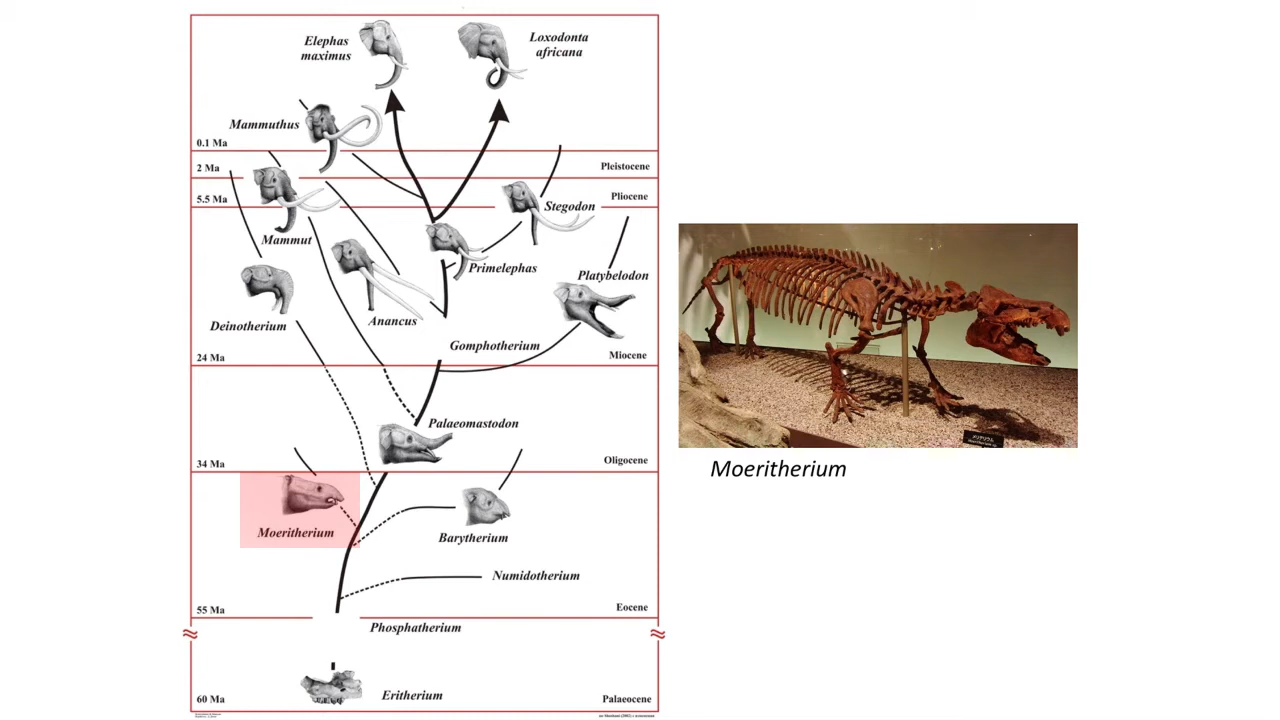 Elephas
maximus
Loxodonta
africana
Mammuthus
0.1 Ma
2 Ma
Pleistocene
5.5 Ma
Pliocene
Stegodon
Mammut
Primelephas
Platybelodon
Deinotherium
Anancus
Gomphotherium
24 Ma
Miocene
Palaeomastodon
34 Ma
Oligocene
Moeritherium
Barytherium
Numidotherium
55 Ma
Eocene
Phosphatherium
Eritherium
60 Ma
Palaeocene
Moeritherium